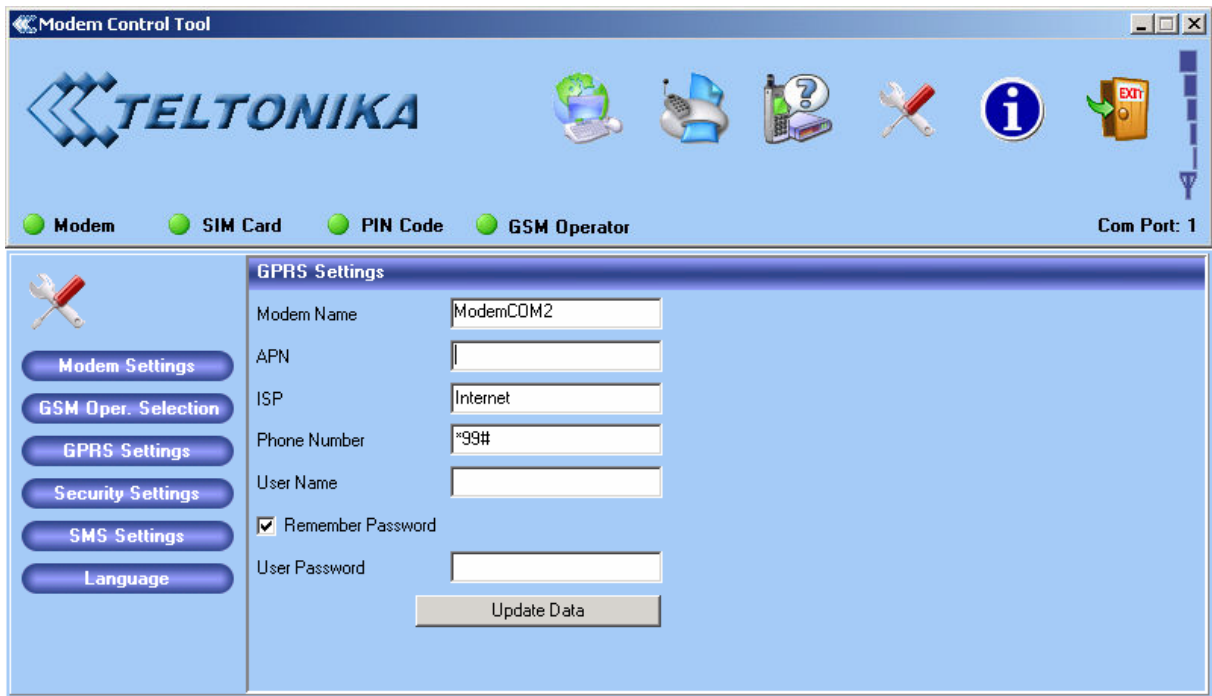 Modem Control Tool
TELTONIKA
EXIT
Modem SIM Card PIN Code GSM Operator Com Port: 1
GPRS Settings
Modem Name ModemCOM2
APN
ISP Internet
Phone Number *99#
User Name
Remember Password
User Password
Update Data
Modem Settings
GSM Oper. Selection
GPRS Settings
Security Settings
SMS Settings
Language